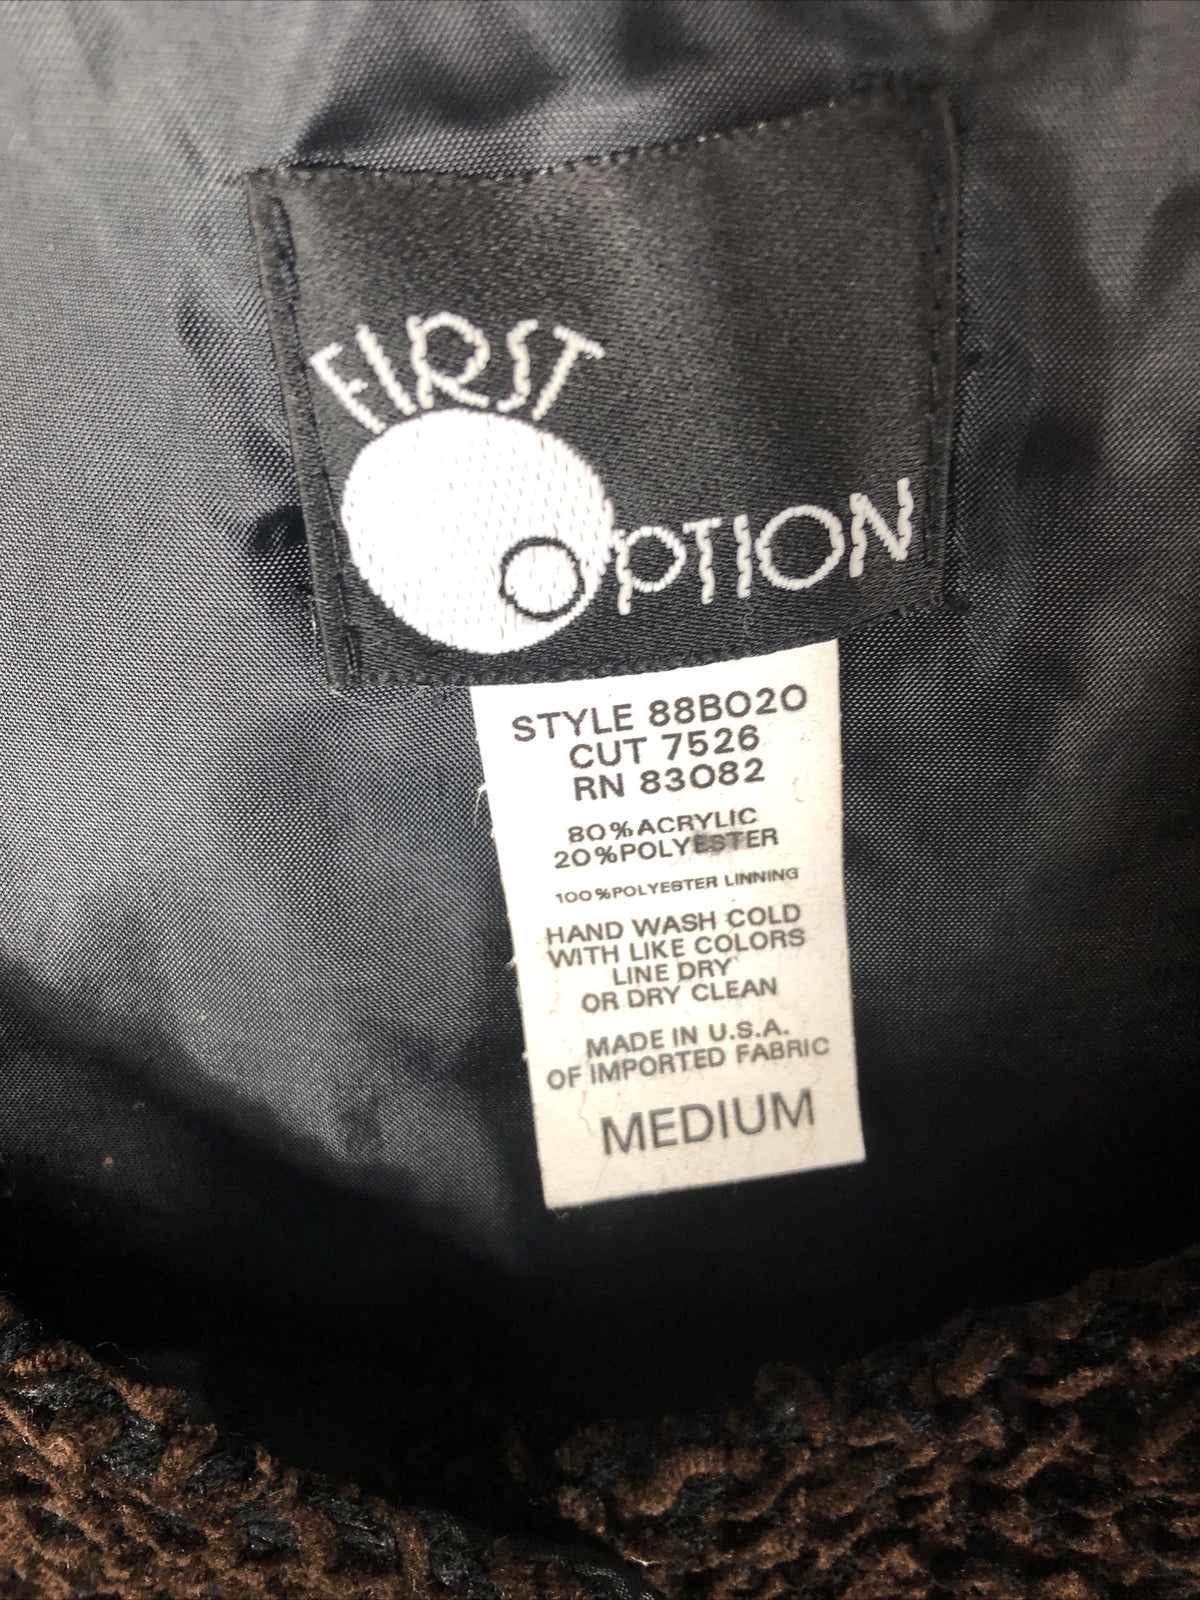 FIRST
OPTION
STYLE 88B020
CUT 7526
RN 83082
80%ACRYLIC
20%POLYESTER
100%POLYESTER LINNING
HAND WASH COLD
WITH LIKE COLORS
LINE DRY
OR DRY CLEAN
MADE IN U.S.A.
OF IMPORTED FABRIC
MEDIUM